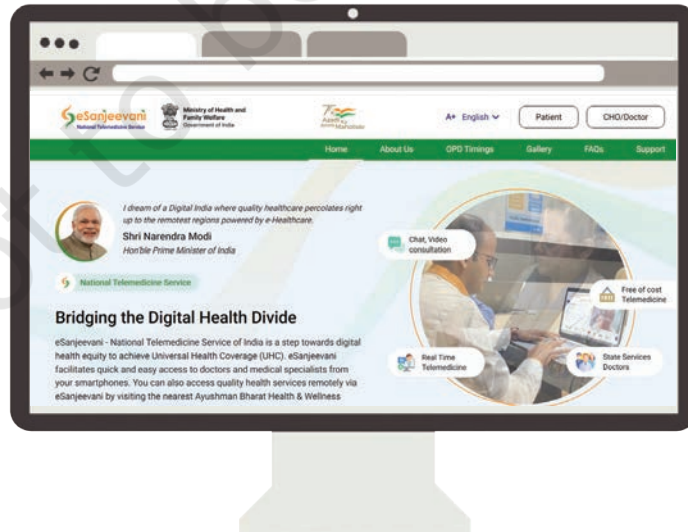 eSanjeevani
National Telemedicine Service
Ministry of Health and
Family Welfare
Government of India
Azadi Ka
Amrit Mahotsav
A+ English
Patient
CHO/Doctor
Home About Us OPD Timings Gallery FAQs Support
I dream of a Digital India where quality healthcare percolates right
up to the remotest regions powered by e-Healthcare.
Shri Narendra Modi
Hon'ble Prime Minister of India
National Telemedicine Service
Bridging the Digital Health Divide
eSanjeevani - National Telemedicine Service of India is a step towards digital
health equity to achieve Universal Health Coverage (UHC). eSanjeevani
facilitates quick and easy access to doctors and medical specialists from
your smartphones. You can also access quality health services remotely via
eSanjeevani by visiting the nearest Ayushman Bharat Health & Wellness
Chat, Video
consultation
Free of cost
Telemedicine
Real Time
Telemedicine
State Services
Doctors
not to b